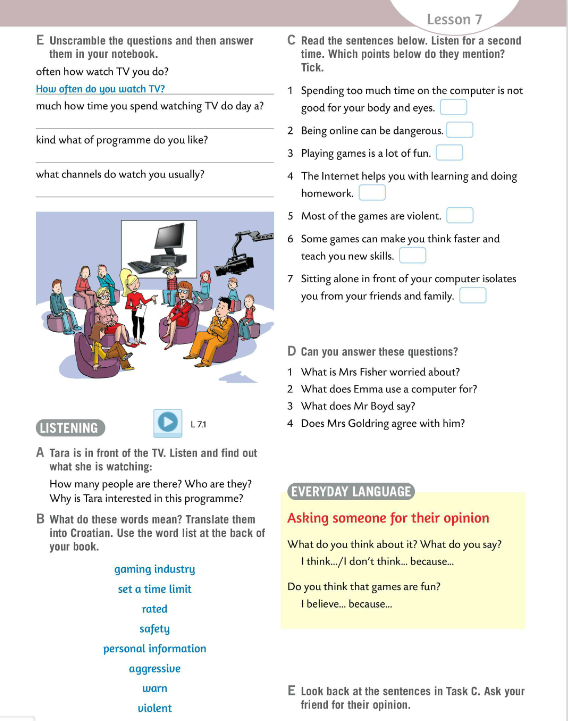 Lesson 7
E Unscramble the questions and then answer
them in your notebook.
often how watch TV you do?
How often do you watch TV?
much how time you spend watching TV do day a?
kind what of programme do you like?
what channels do watch you usually?
LISTENING
L 7.1
A Tara is in front of the TV. Listen and find out
what she is watching:
How many people are there? Who are they?
Why is Tara interested in this programme?
B What do these words mean? Translate them
into Croatian. Use the word list at the back of
your book.
gaming industry
set a time limit
rated
safety
personal information
aggressive
warn
violent
C Read the sentences below. Listen for a second
time. Which points below do they mention?
Tick.
1 Spending too much time on the computer is not
good for your body and eyes.
2 Being online can be dangerous.
3 Playing games is a lot of fun.
4 The Internet helps you with learning and doing
homework.
5 Most of the games are violent.
6 Some games can make you think faster and
teach you new skills.
7 Sitting alone in front of your computer isolates
you from your friends and family.
D Can you answer these questions?
1 What is Mrs Fisher worried about?
2 What does Emma use a computer for?
3 What does Mr Boyd say?
4 Does Mrs Goldring agree with him?
EVERYDAY LANGUAGE
Asking someone for their opinion
What do you think about it? What do you say?
I think.../I don't think... because...
Do you think that games are fun?
I believe... because...
E Look back at the sentences in Task C. Ask your
friend for their opinion.